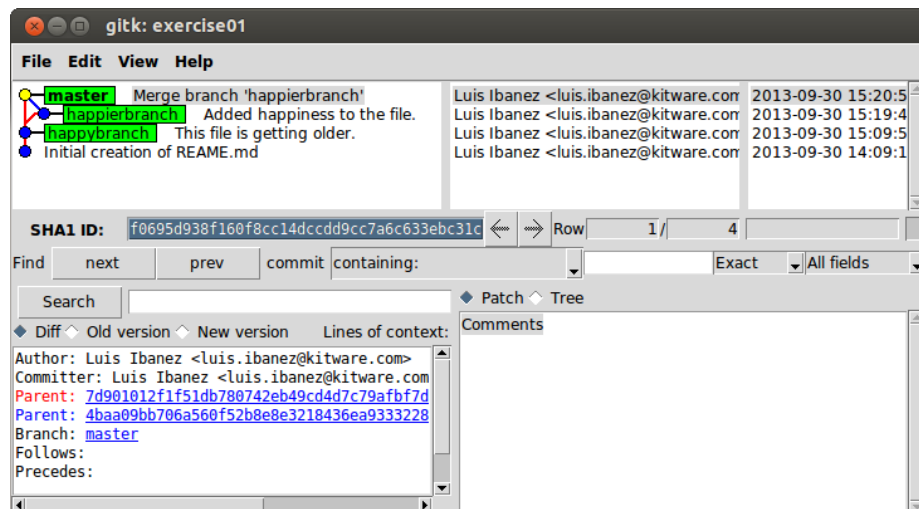 gitk: exercise01
File Edit View Help
master Merge branch 'happierbranch' Luis Ibanez <luis.ibanez@kitware.com 2013-09-30 15:20:5
happierbranch Added happiness to the file. Luis Ibanez <luis.ibanez@kitware.com 2013-09-30 15:19:4
happybranch This file is getting older. Luis Ibanez <luis.ibanez@kitware.com 2013-09-30 15:09:5
Initial creation of REAME.md Luis Ibanez <luis.ibanez@kitware.com 2013-09-30 14:09:1
SHA1 ID: f0695d938f160f8cc14dccdd9cc7a6c633ebc31c Row 1/ 4
Find next prev commit containing: Exact All fields
Search
Patch Tree
Diff Old version New version Lines of context:
Comments
Author: Luis Ibanez <luis.ibanez@kitware.com>
Committer: Luis Ibanez <luis.ibanez@kitware.com
Parent: 7d901012f1f51db780742eb49cd4d7c79afbf7d
Parent: 4baa09bb706a560f52b8e8e3218436ea9333228
Branch: master
Follows:
Precedes: